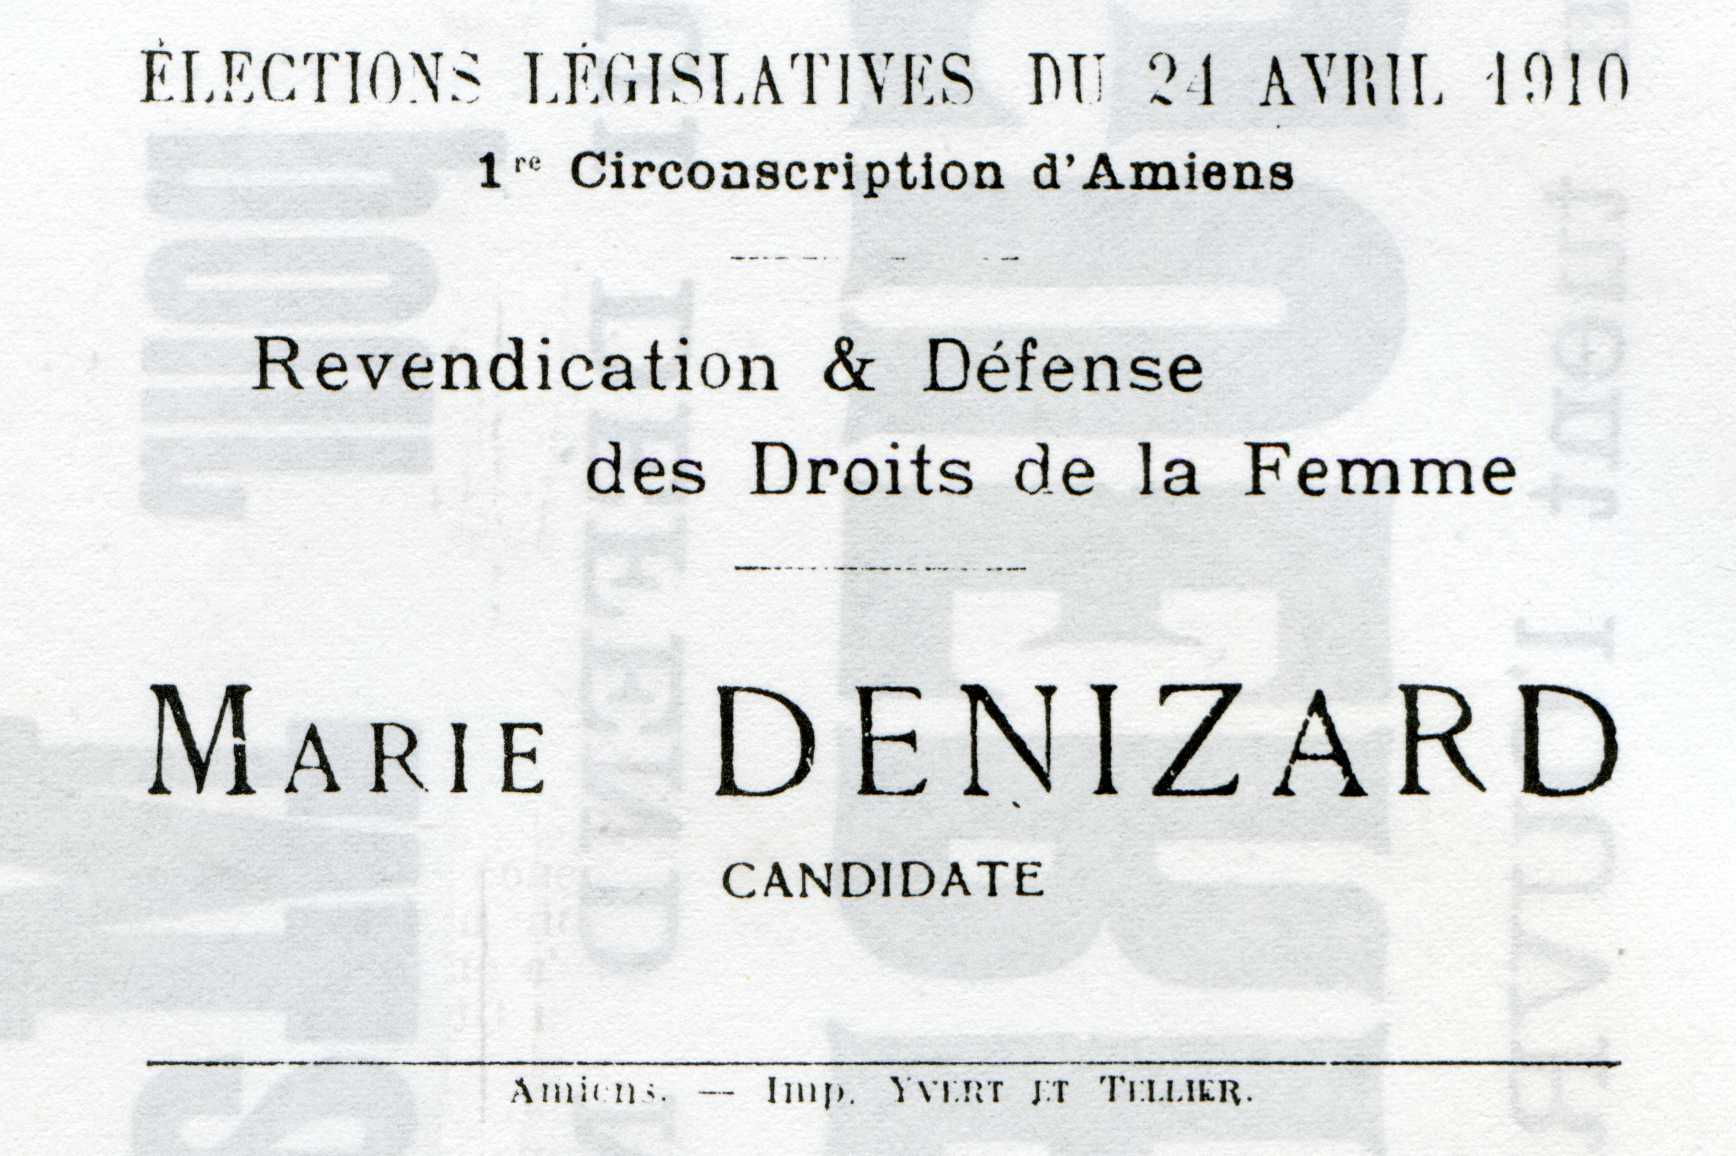 ÉLECTIONS LÉGISLATIVES DU 24 AVRIL 1910
1re Circonscription d'Amiens
Revendication & Défense
des Droits de la Femme
MARIE DENIZARD
CANDIDATE
Amiens. — Imp. YVERT ET TELLIER.